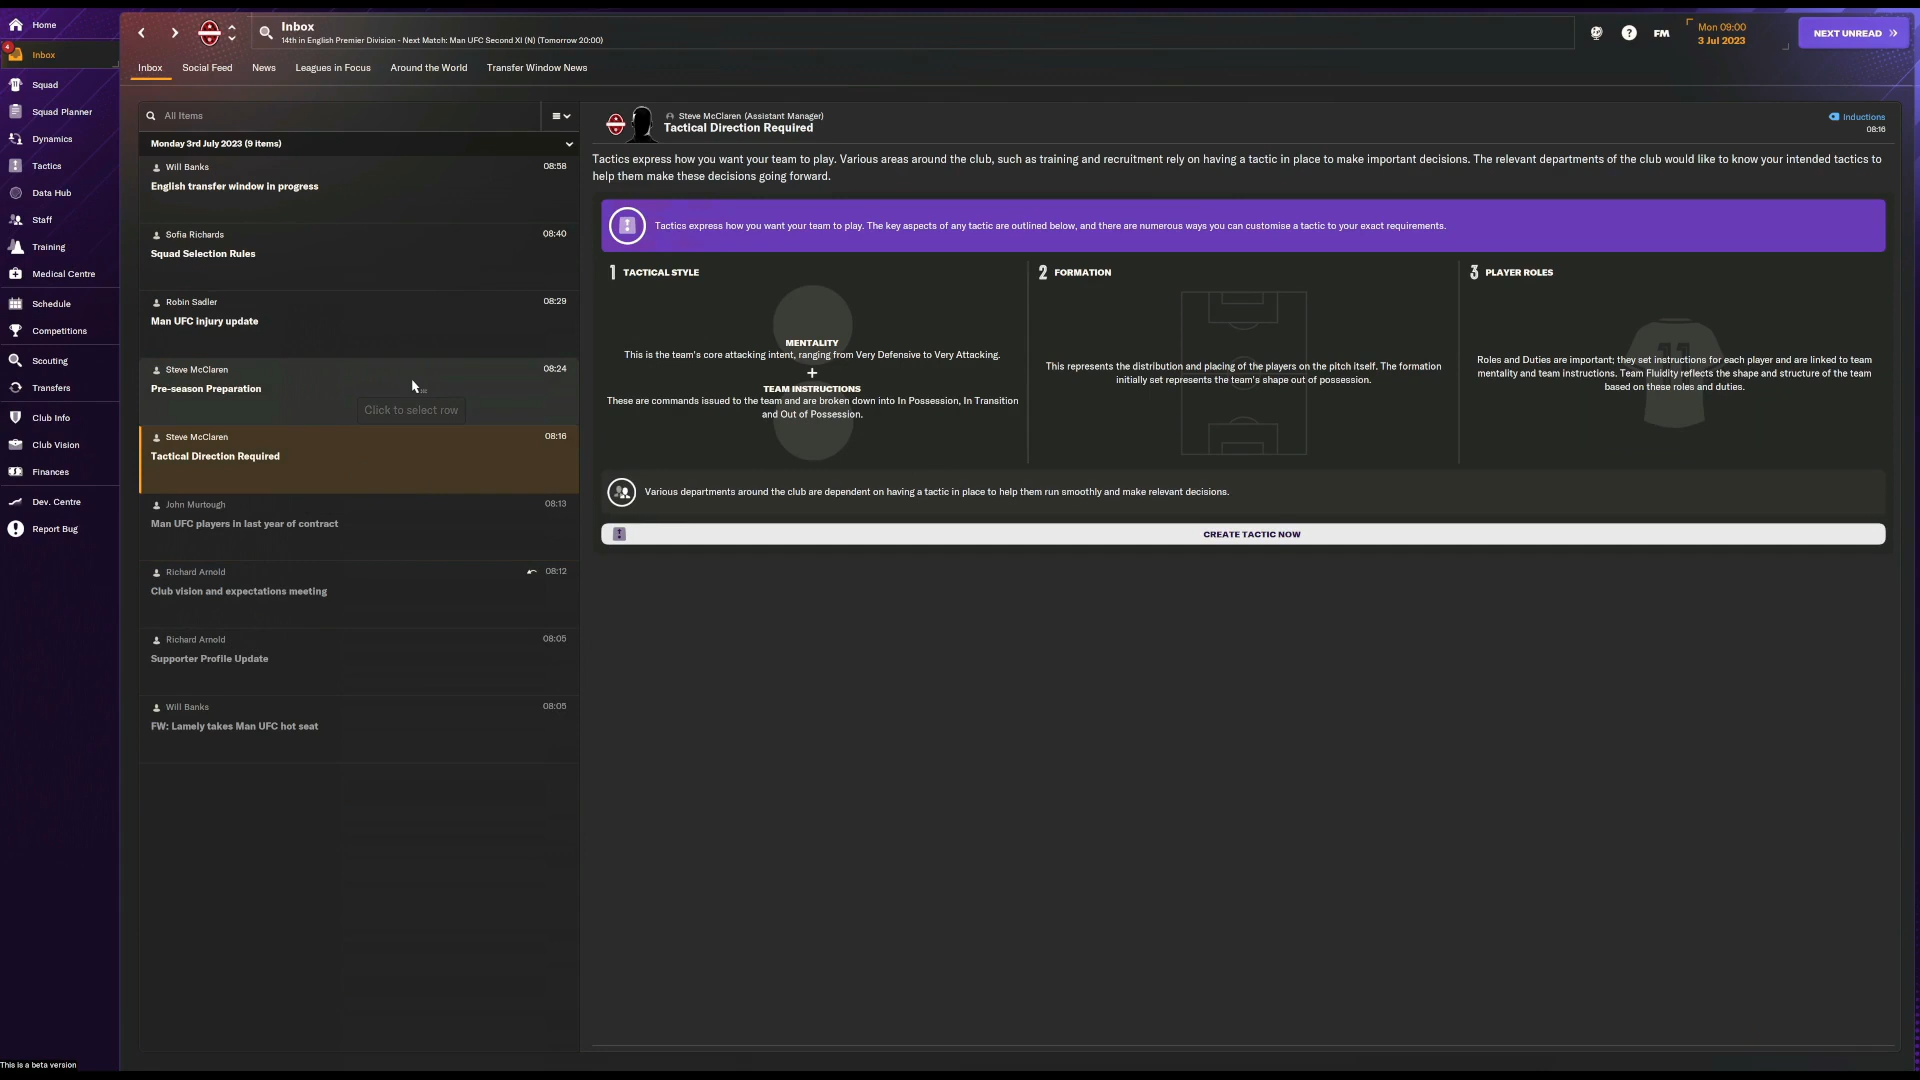 Home
4
Inbox
Squad
Squad Planner
Dynamics
Tactics
Data Hub
Staff
Training
Medical Centre
Schedule
Competitions
Scouting
Transfers
Club Info
Club Vision
Finances
Dev. Centre
Report Bug
This is a beta version
Inbox
14th in English Premier Division - Next Match: Man UFC Second XI (N) (Tomorrow 20:00)
FM
Mon 09:00
3 Jul 2023
NEXT UNREAD
Inbox Social Feed News Leagues in Focus Around the World Transfer Window News
All Items
Monday 3rd July 2023 (9 items)
Will Banks 08:58
English transfer window in progress
Sofia Richards 08:40
Squad Selection Rules
Robin Sadler 08:29
Man UFC injury update
Steve McClaren 08:24
Pre-season Preparation
Click to select row
Steve McClaren 08:16
Tactical Direction Required
John Murtough 08:13
Man UFC players in last year of contract
Richard Arnold 08:12
Club vision and expectations meeting
Richard Arnold 08:05
Supporter Profile Update
Will Banks 08:05
FW: Lamely takes Man UFC hot seat
Steve McClaren (Assistant Manager)
Tactical Direction Required
Inductions
08:16
Tactics express how you want your team to play. Various areas around the club, such as training and recruitment rely on having a tactic in place to make important decisions. The relevant departments of the club would like to know your intended tactics to
help them make these decisions going forward.
Tactics express how you want your team to play. The key aspects of any tactic are outlined below, and there are numerous ways you can customise a tactic to your exact requirements.
1 TACTICAL STYLE
MENTALITY
This is the team's core attacking intent, ranging from Very Defensive to Very Attacking.
+
TEAM INSTRUCTIONS
These are commands issued to the team and are broken down into In Possession, In Transition
and Out of Possession.
2 FORMATION
This represents the distribution and placing of the players on the pitch itself. The formation
initially set represents the team's shape out of possession.
3 PLAYER ROLES
11
Roles and Duties are important; they set instructions for each player and are linked to team
mentality and team instructions. Team Fluidity reflects the shape and structure of the team
based on these roles and duties.
Various departments around the club are dependent on having a tactic in place to help them run smoothly and make relevant decisions.
CREATE TACTIC NOW